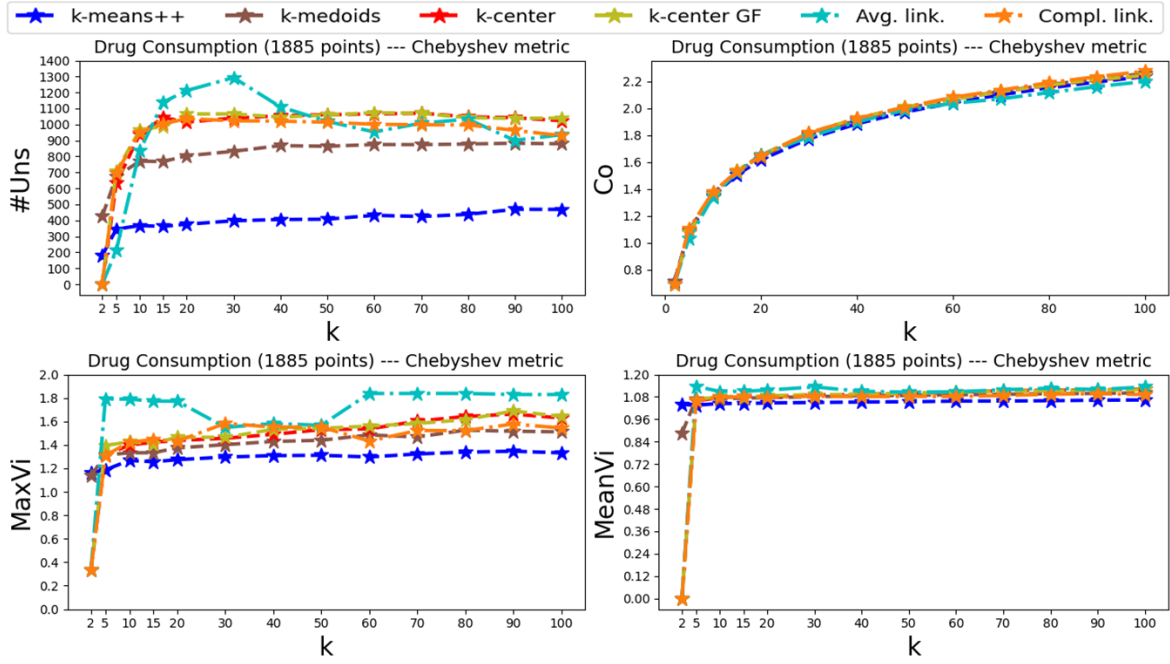 k-means++ k-medoids k-center k-center GF Avg. link. Compl. link.
Drug Consumption (1885 points) --- Chebyshev metric
1400
1300
1200
1100
1000
900
800
700
600
500
400
300
200
100
0
#Uns
2 5 10 15 20 30 40 50 60 70 80 90 100
k
Drug Consumption (1885 points) --- Chebyshev metric
2.2
2.0
1.8
1.6
1.4
1.2
1.0
0.8
Co
0 20 40 60 80 100
k
Drug Consumption (1885 points) --- Chebyshev metric
2.0
1.8
1.6
1.4
1.2
1.0
0.8
0.6
0.4
0.2
0.0
MaxVi
2 5 10 15 20 30 40 50 60 70 80 90 100
k
Drug Consumption (1885 points) --- Chebyshev metric
1.20
1.08
0.96
0.84
0.72
0.60
0.48
0.36
0.24
0.12
0.00
MeanVi
2 5 10 15 20 30 40 50 60 70 80 90 100
k